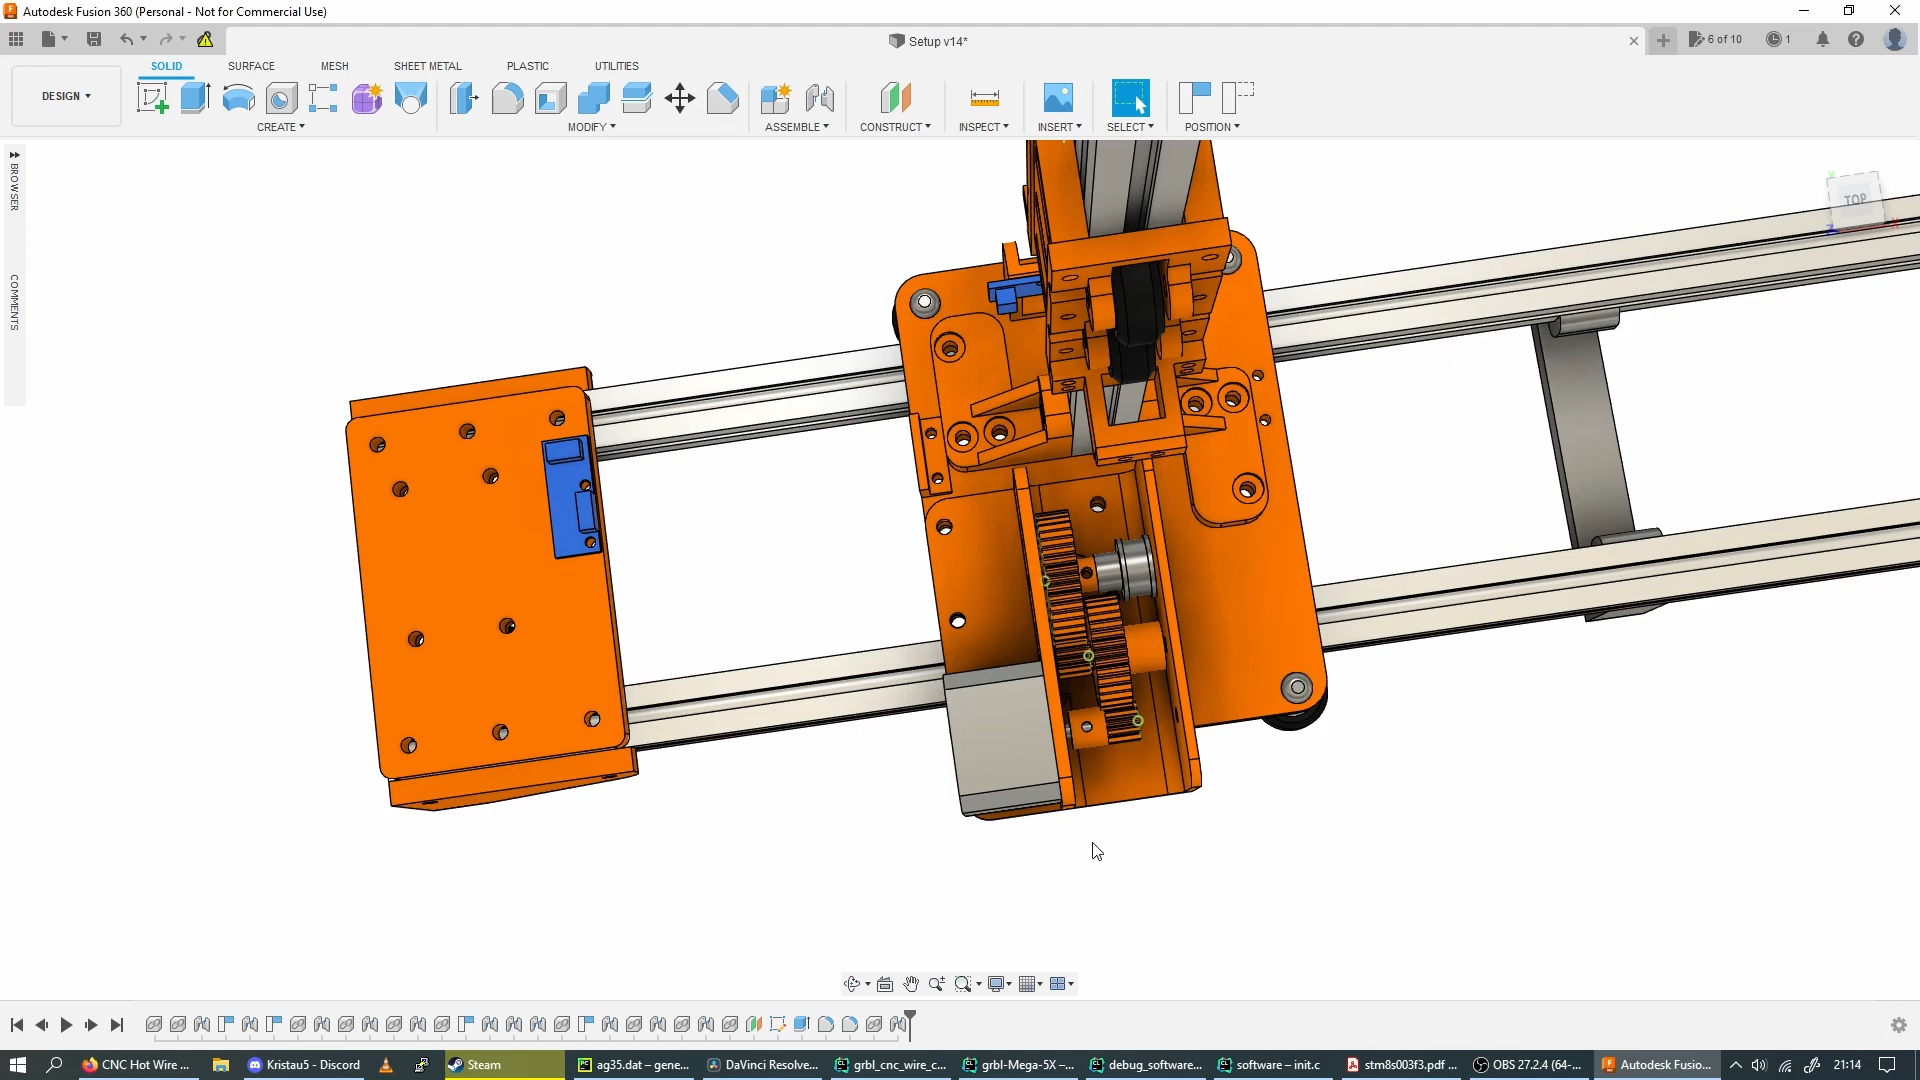 Autodesk Fusion 360 (Personal - Not for Commercial Use)
Setup v14*
6 of 10
1
SOLID
SURFACE
MESH
SHEET METAL
PLASTIC
UTILITIES
DESIGN
CREATE
MODIFY
ASSEMBLE
CONSTRUCT
INSPECT
INSERT
SELECT
POSITION
BROWSER
COMMENTS
TOP
Y
Z
X
CNC Hot Wire ...
Kristau5 - Discord
Steam
ag35.dat – gene...
DaVinci Resolve...
grbl_cnc_wire_c...
grbl-Mega-5X –...
debug_software...
software – init.c
stm8s003f3.pdf ...
OBS 27.2.4 (64-...
Autodesk Fusio...
21:14